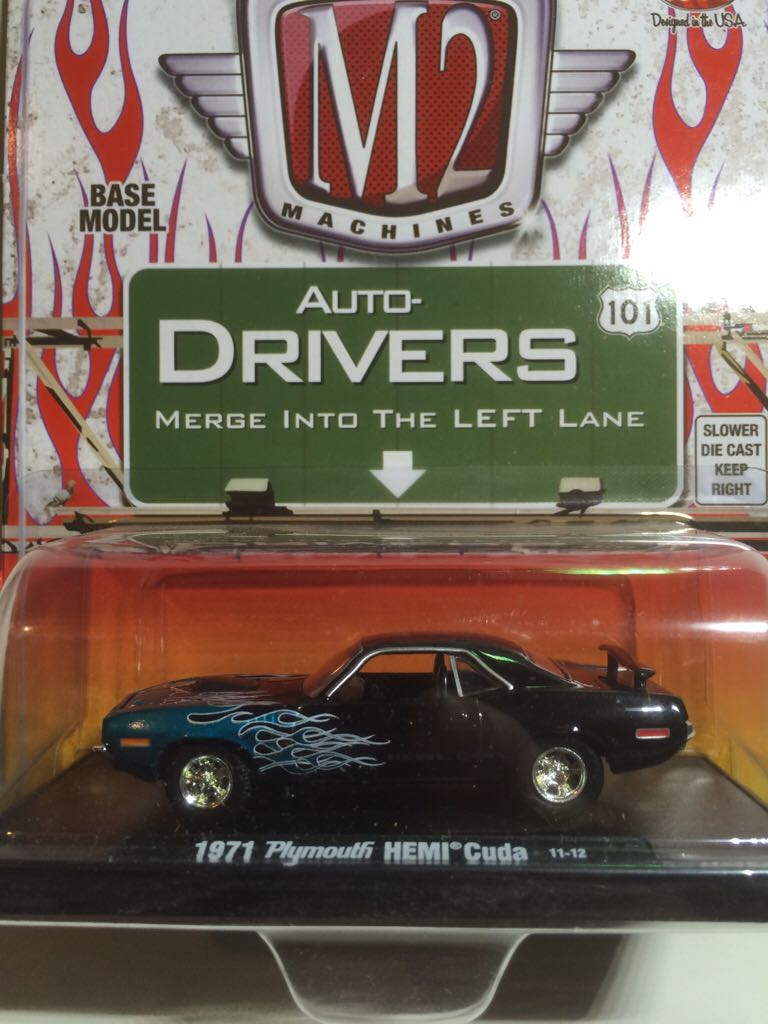 Designed in the U.S.A.
M2®
MACHINES
BASE
MODEL
AUTO-
DRIVERS
101
MERGE INTO THE LEFT LANE
SLOWER
DIE CAST
KEEP
RIGHT
1971 Plymouth HEMI® Cuda 11-12